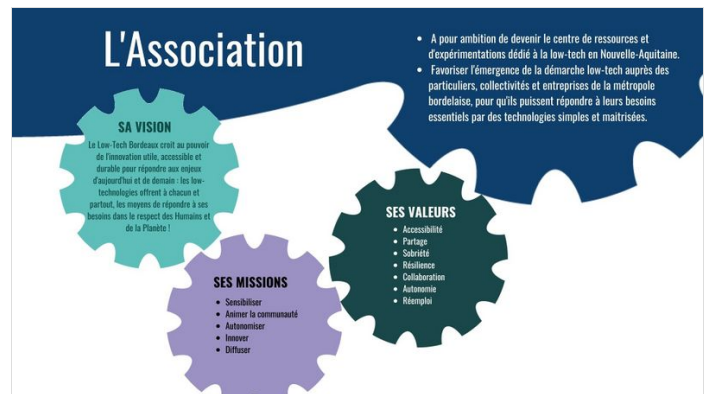 L'Association
A pour ambition de devenir le centre de ressources et
d'expérimentations dédié à la low-tech en Nouvelle-Aquitaine.
Favoriser l'émergence de la démarche low-tech auprès des
particuliers, collectivités et entreprises de la métropole
bordelaise, pour qu'ils puissent répondre à leurs besoins
essentiels par des technologies simples et maitrisées.
SA VISION
Le Low-Tech Bordeaux croit au pouvoir
de l'innovation utile, accessible et
durable pour répondre aux enjeux
d'aujourd'hui et de demain : les low-
technologies offrent à chacun et
partout, les moyens de répondre à ses
besoins dans le respect des Humains et
de la Planète !
SES VALEURS
Accessibilité
Partage
Sobriété
Résilience
Collaboration
Autonomie
Réemploi
SES MISSIONS
Sensibiliser
Animer la communauté
Autonomiser
Innover
Diffuser